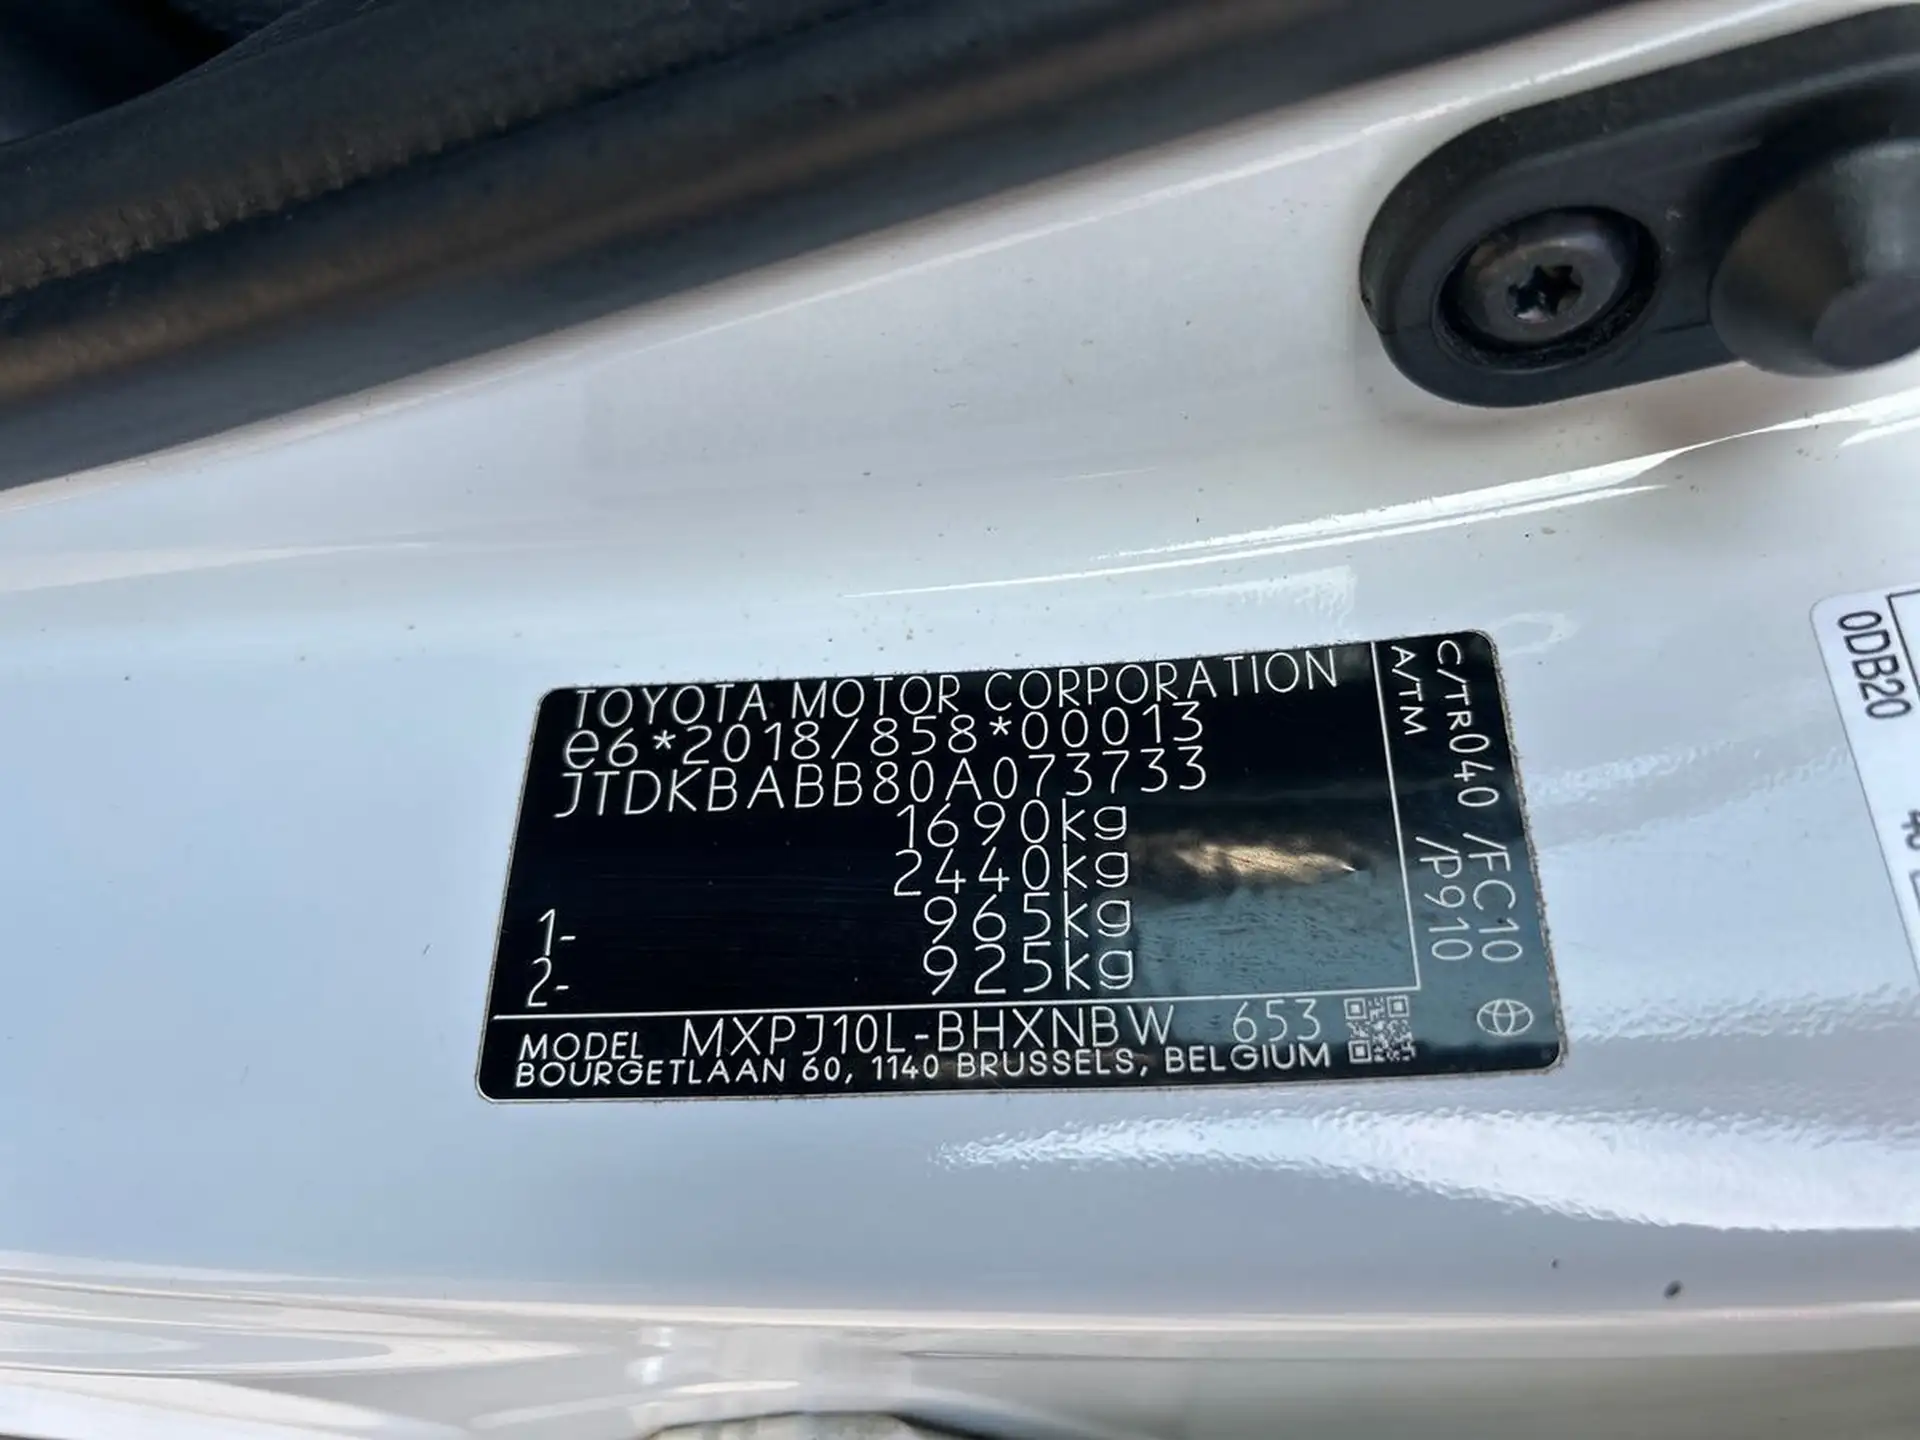 TOYOTA MOTOR CORPORATION
e6*2018/858*00013
JTDKBABB80A073733
1690kg
2440kg
1- 965kg
2- 925kg
C/TR040 /FC10
A/TM /P910
MODEL MXPJ10L-BHXNBW 653
BOURGETLAAN 60, 1140 BRUSSELS, BELGIUM
0DB20